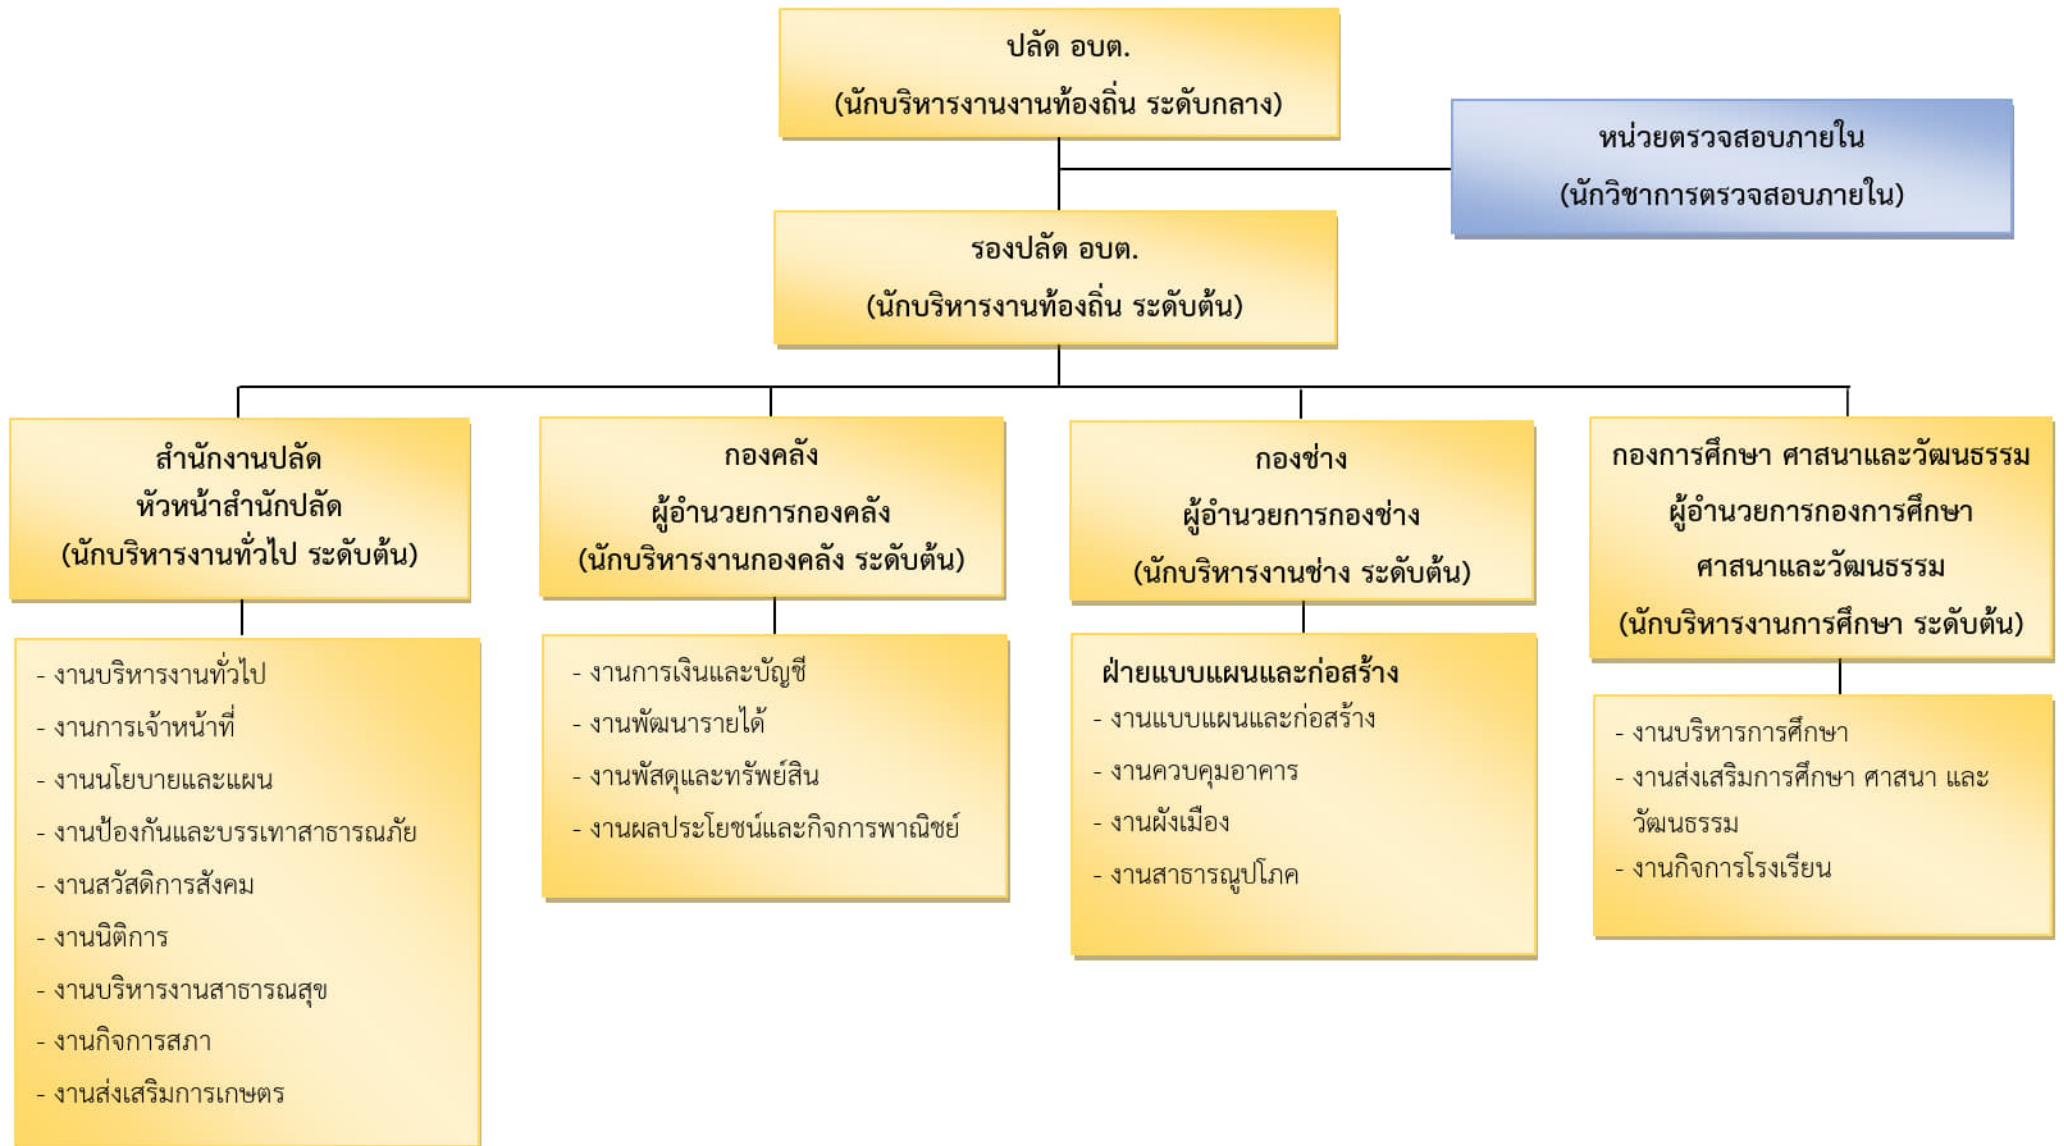 ปลัด อบต.
(นักบริหารงานงานท้องถิ่น ระดับกลาง)
หน่วยตรวจสอบภายใน
(นักวิชาการตรวจสอบภายใน)
รองปลัด อบต.
(นักบริหารงานท้องถิ่น ระดับต้น)
สำนักงานปลัด
หัวหน้าสำนักปลัด
(นักบริหารงานทั่วไป ระดับต้น)
กองคลัง
ผู้อำนวยการกองคลัง
(นักบริหารงานกองคลัง ระดับต้น)
กองช่าง
ผู้อำนวยการกองช่าง
(นักบริหารงานช่าง ระดับต้น)
กองการศึกษา ศาสนาและวัฒนธรรม
ผู้อำนวยการกองการศึกษา
ศาสนาและวัฒนธรรม
(นักบริหารงานการศึกษา ระดับต้น)
- งานบริหารงานทั่วไป
- งานการเจ้าหน้าที่
- งานนโยบายและแผน
- งานป้องกันและบรรเทาสาธารณภัย
- งานสวัสดิการสังคม
- งานนิติการ
- งานบริหารงานสาธารณสุข
- งานกิจการสภา
- งานส่งเสริมการเกษตร
- งานการเงินและบัญชี
- งานพัฒนารายได้
- งานพัสดุและทรัพย์สิน
- งานผลประโยชน์และกิจการพาณิชย์
ฝ่ายแบบแผนและก่อสร้าง
- งานแบบแผนและก่อสร้าง
- งานควบคุมอาคาร
- งานผังเมือง
- งานสาธารณูปโภค
- งานบริหารการศึกษา
- งานส่งเสริมการศึกษา ศาสนา และ
วัฒนธรรม
- งานกิจการโรงเรียน